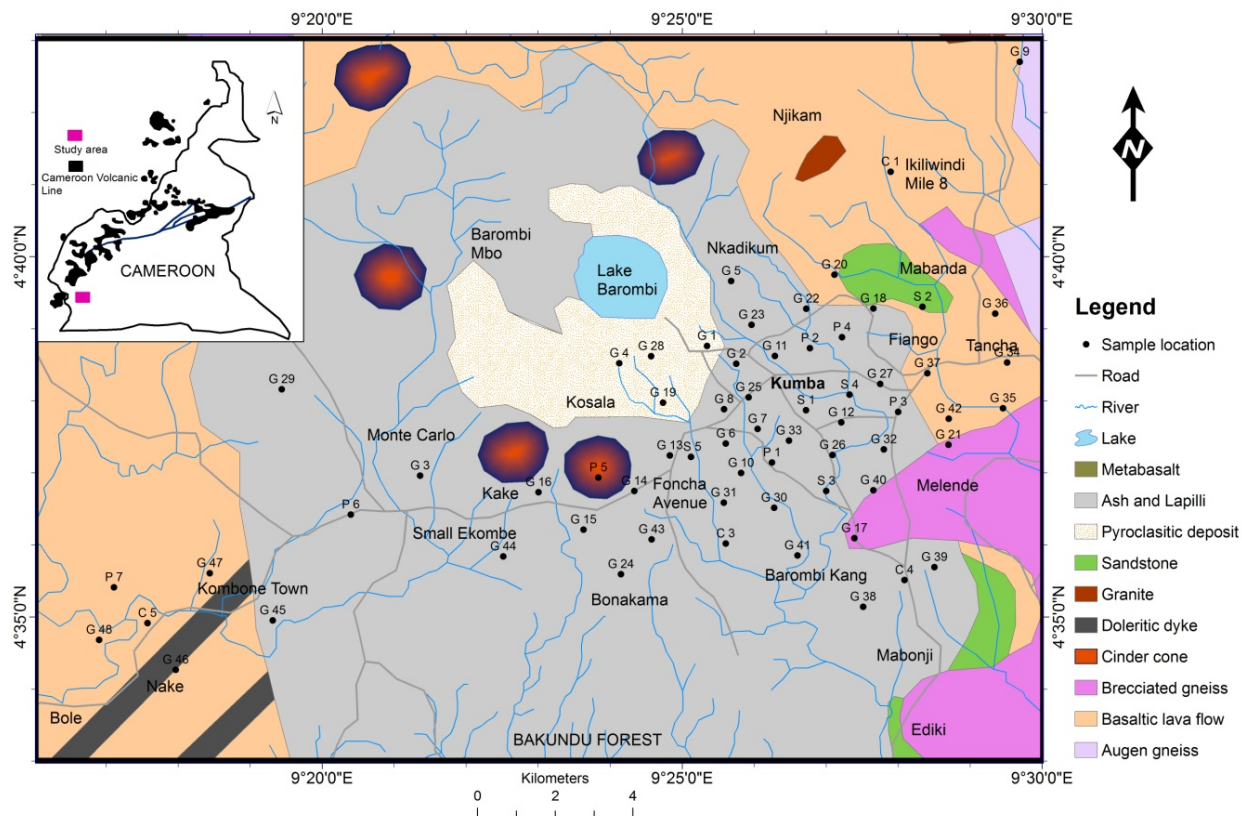 9°20'0"E
9°25'0"E
9°30'0"E
N
Study area
Cameroon Volcanic
Line
CAMEROON
G 9
Njikam
C 1
Ikiliwindi
Mile 8
N
4°40'0"N
4°40'0"N
Barombi
Mbo
Lake
Barombi
Nkadikum
G 5
G 20
Mabanda
S 2
G 22
G 18
G 36
G 23
P 4
P 2
Fiango
Tancha
G 34
G 1
G 28
G 4
G 2
G 11
G 37
G 29
G 19
Kosala
G 25
Kumba
G 27
S 4
G 8
S 1
G 12
P 3
G 35
G 42
G 21
Monte Carlo
G 7
G 6
G 33
G 26
G 32
G 3
G 13
S 5
P 5
G 10
P 1
Kake
G 16
G 14
Foncha
Avenue
S 3
G 40
Melende
P 6
G 31
G 30
Small Ekombe
G 15
G 43
C 3
G 17
G 44
G 41
Barombi Kang
G 39
C 4
G 24
Bonakama
G 38
G 47
P 7
Kombone Town
C 5
G 45
G 48
G 46
Nake
Mabonji
Bole
Ediki
BAKUNDU FOREST
4°35'0"N
4°35'0"N
9°20'0"E
9°25'0"E
9°30'0"E
Kilometers
0
2
4
Legend
Sample location
Road
River
Lake
Metabasalt
Ash and Lapilli
Pyroclasitic deposit
Sandstone
Granite
Doleritic dyke
Cinder cone
Brecciated gneiss
Basaltic lava flow
Augen gneiss